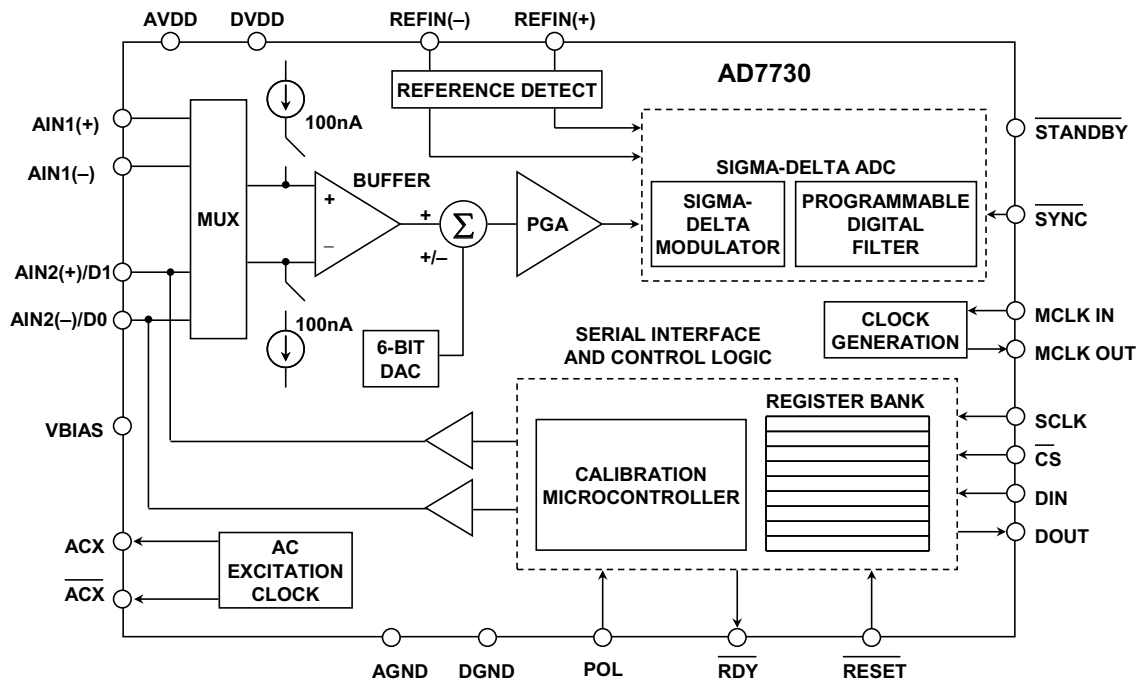 AVDD
DVDD
REFIN(–)
REFIN(+)
AD7730
REFERENCE DETECT
AIN1(+)
AIN1(–)
AIN2(+)/D1
AIN2(–)/D0
VBIAS
ACX
ACX
MUX
100nA
100nA
BUFFER
+
–
+
+/–
Σ
PGA
6-BIT
DAC
SIGMA-DELTA ADC
SIGMA-
DELTA
MODULATOR
PROGRAMMABLE
DIGITAL
FILTER
STANDBY
SYNC
CLOCK
GENERATION
MCLK IN
MCLK OUT
SERIAL INTERFACE
AND CONTROL LOGIC
REGISTER BANK
CALIBRATION
MICROCONTROLLER
SCLK
CS
DIN
DOUT
AC
EXCITATION
CLOCK
AGND
DGND
POL
RDY
RESET